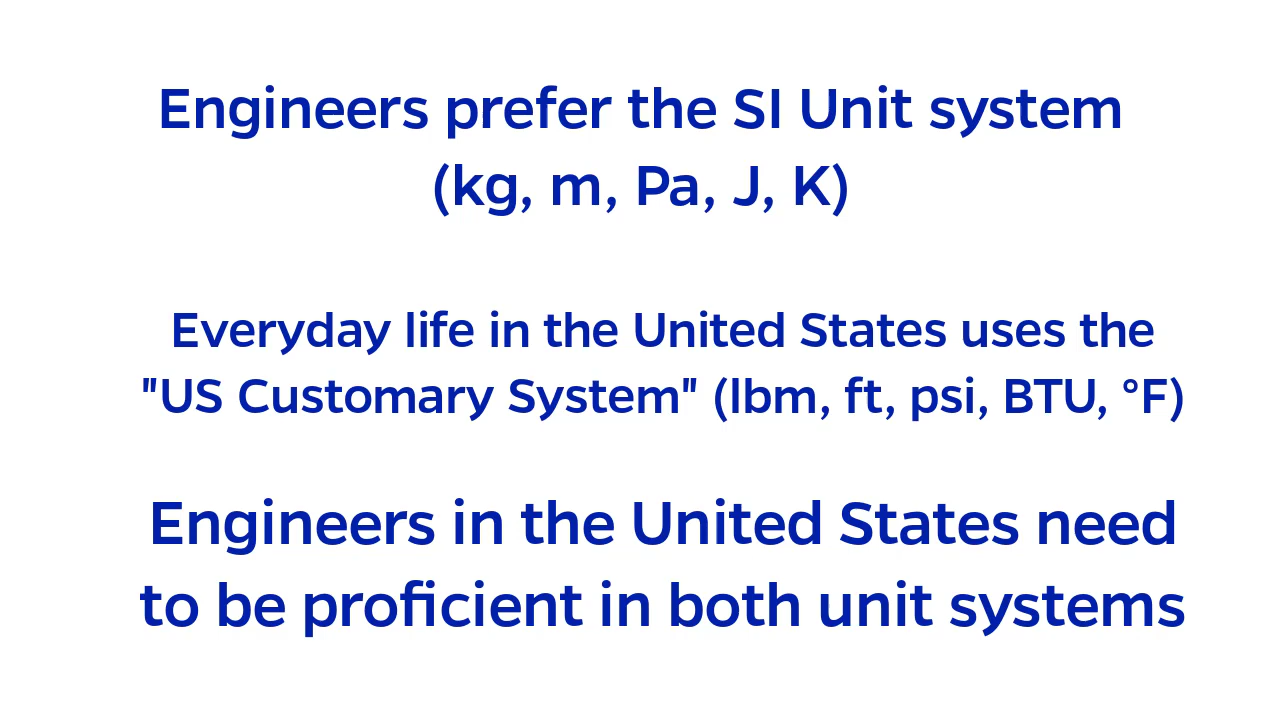 Engineers prefer the SI Unit system
(kg, m, Pa, J, K)
Everyday life in the United States uses the
"US Customary System" (lbm, ft, psi, BTU, °F)
Engineers in the United States need
to be proficient in both unit systems